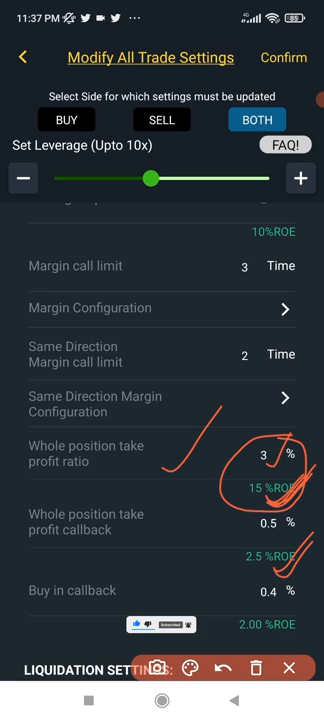 11:37 PM
4G
85
Modify All Trade Settings
Confirm
Select Side for which settings must be updated
BUY
SELL
BOTH
Set Leverage (Upto 10x)
FAQ!
10%ROE
Margin call limit
3 Time
Margin Configuration
Same Direction
Margin call limit
2 Time
Same Direction Margin
Configuration
Whole position take
profit ratio
3 %
15 %ROE
Whole position take
profit callback
0.5 %
2.5 %ROE
Buy in callback
0.4 %
Subscribed
2.00 %ROE
LIQUIDATION SETTINGS: